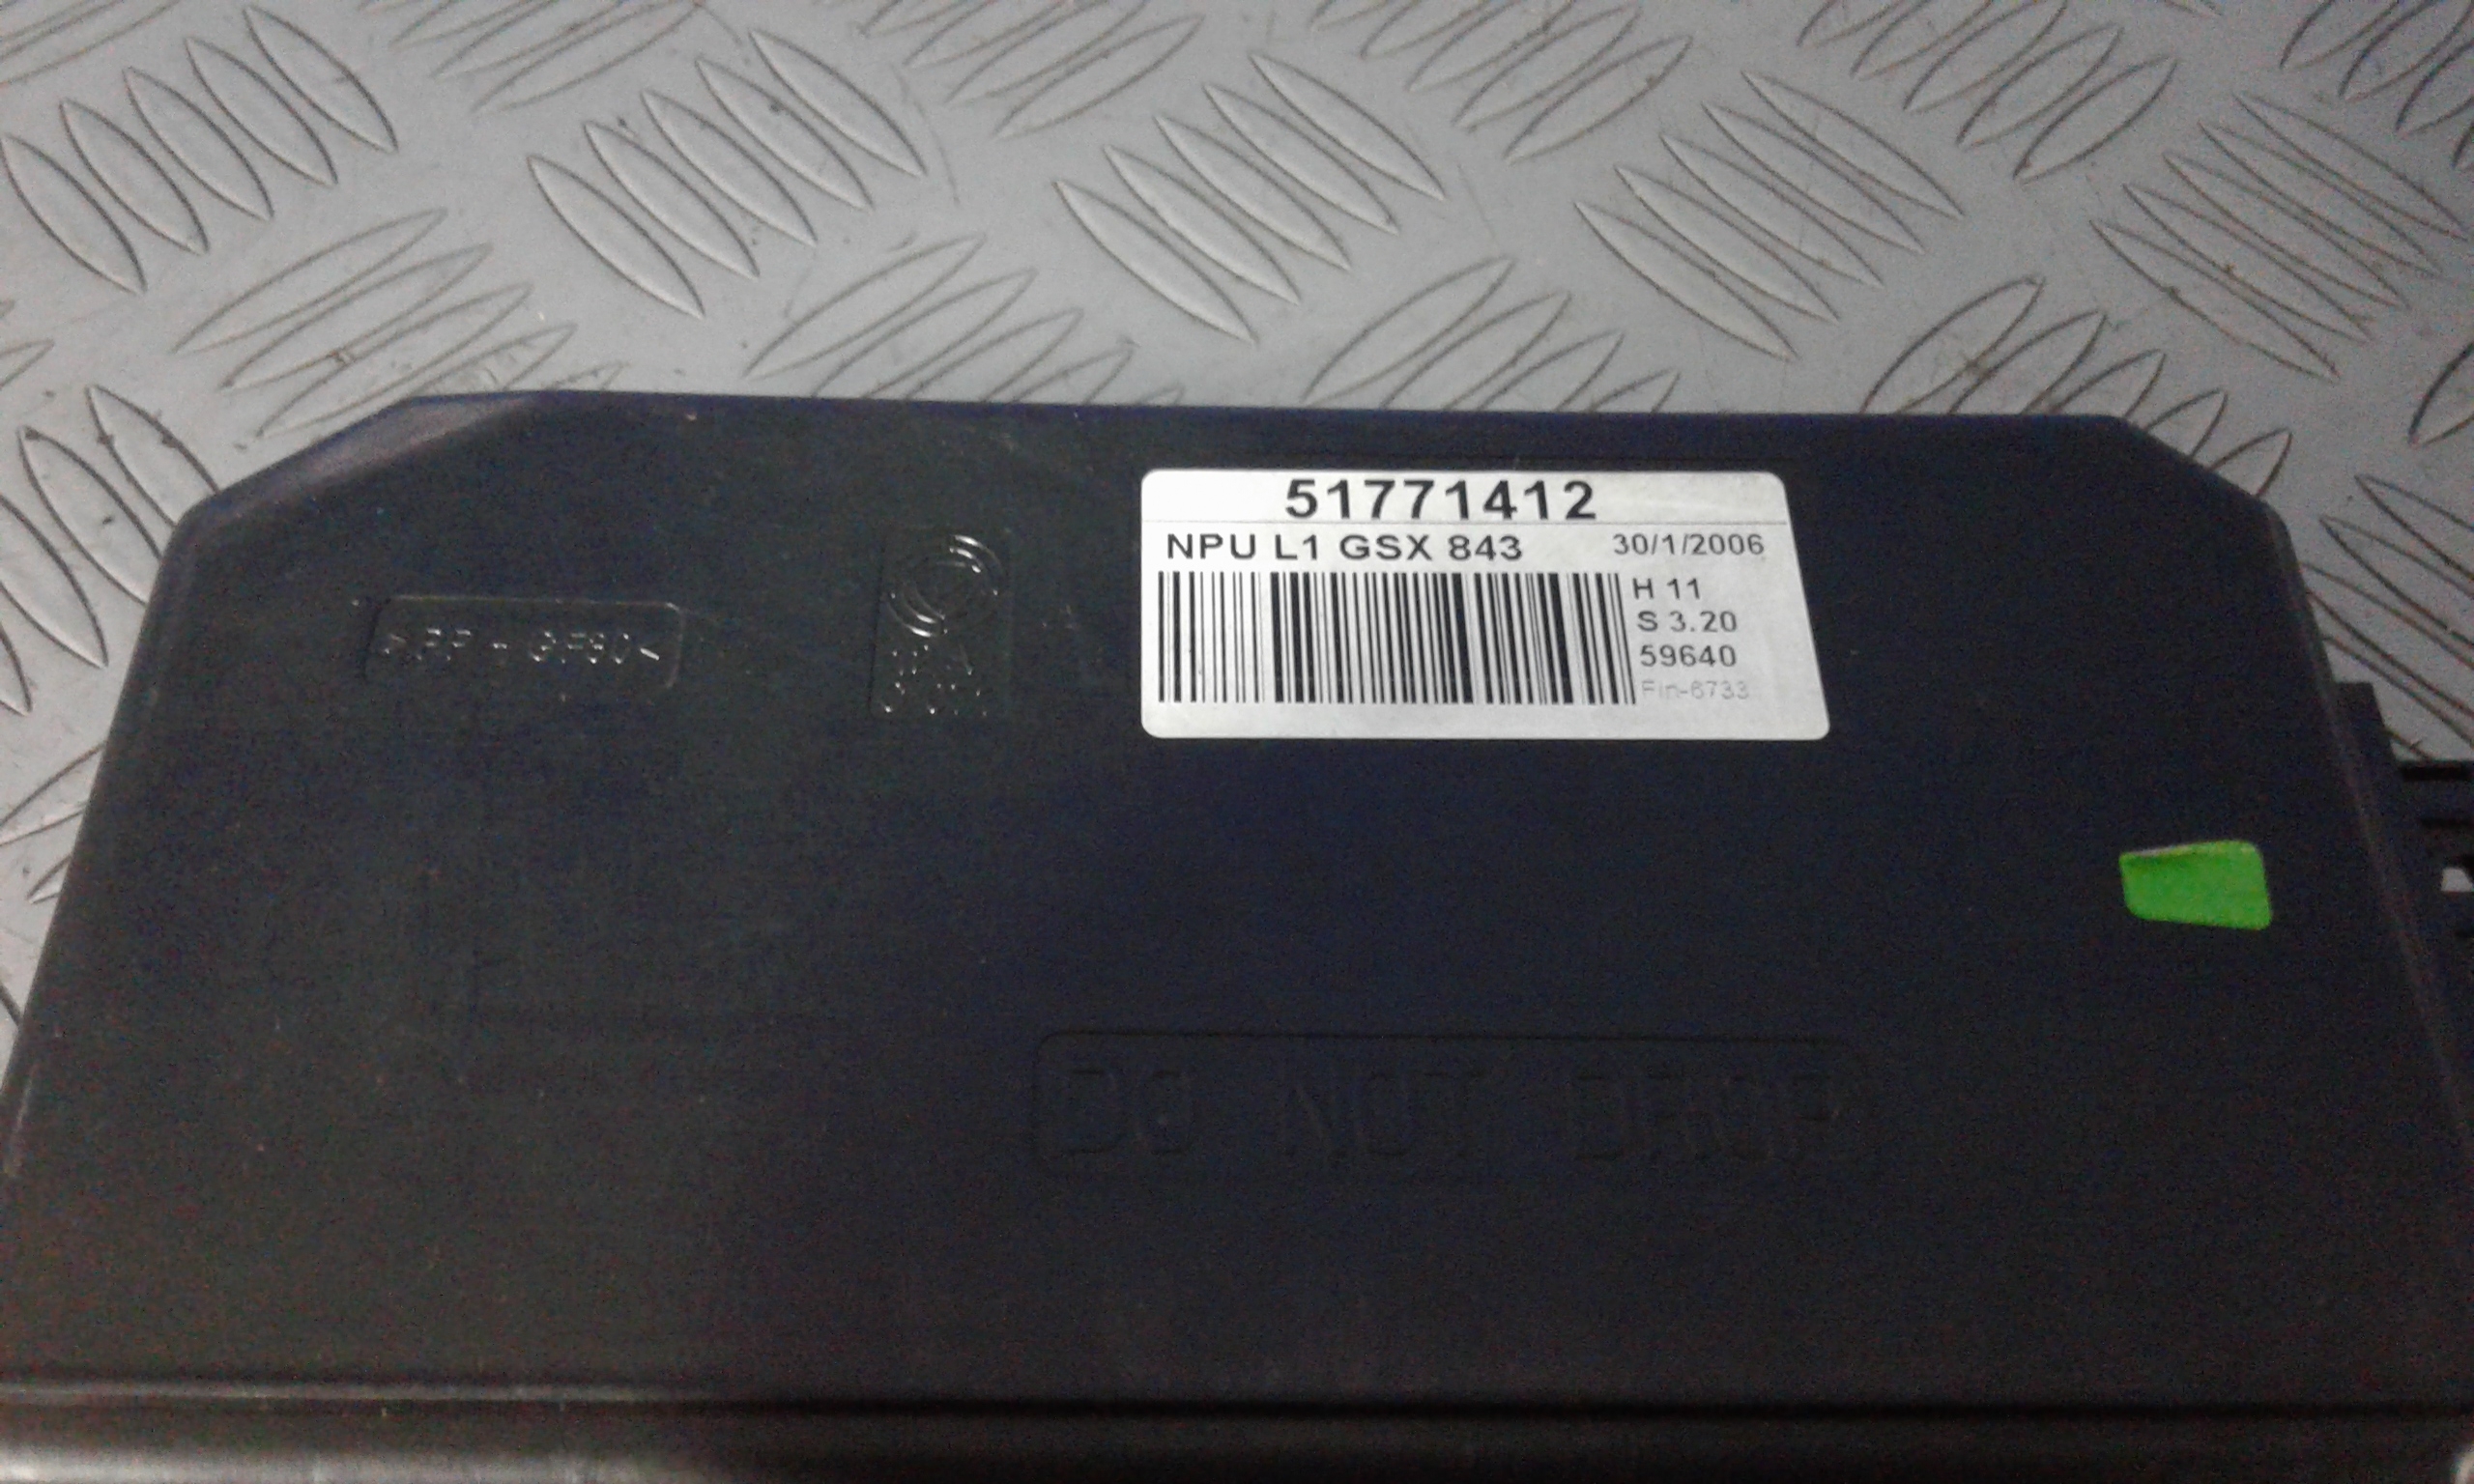 51771412
NPU L1 GSX 843 30/1/2006
H 11
S 3.20
59640
Fin-6733
DO NOT DROP